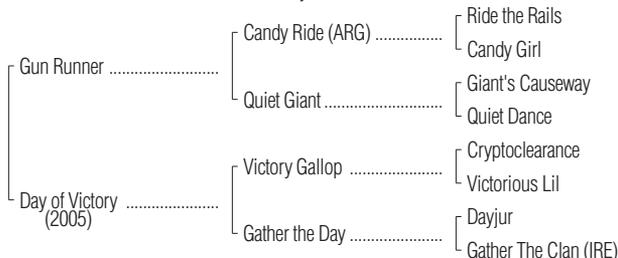 Ride the Rails
Candy Ride (ARG) ................
Candy Girl
Gun Runner ..........................
Giant's Causeway
Quiet Giant ............................
Quiet Dance
Cryptoclearance
Victory Gallop ......................
Victorious Lil
Day of Victory ......................
(2005)
Dayjur
Gather the Day .......................
Gather The Clan (IRE)